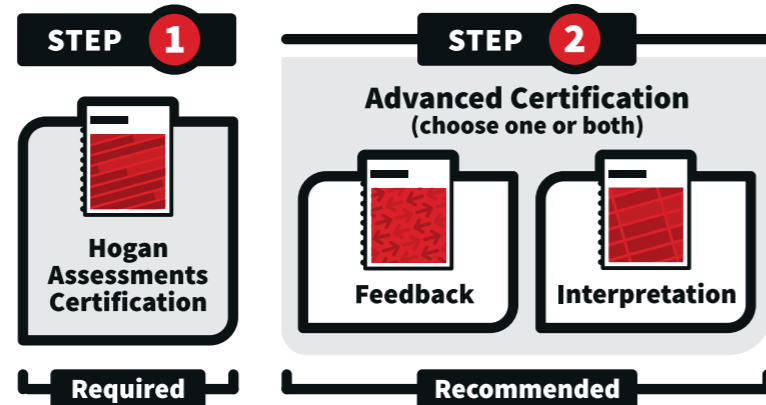 STEP 1
Hogan
Assessments
Certification
Required
STEP 2
Advanced Certification
(choose one or both)
Feedback
Interpretation
Recommended